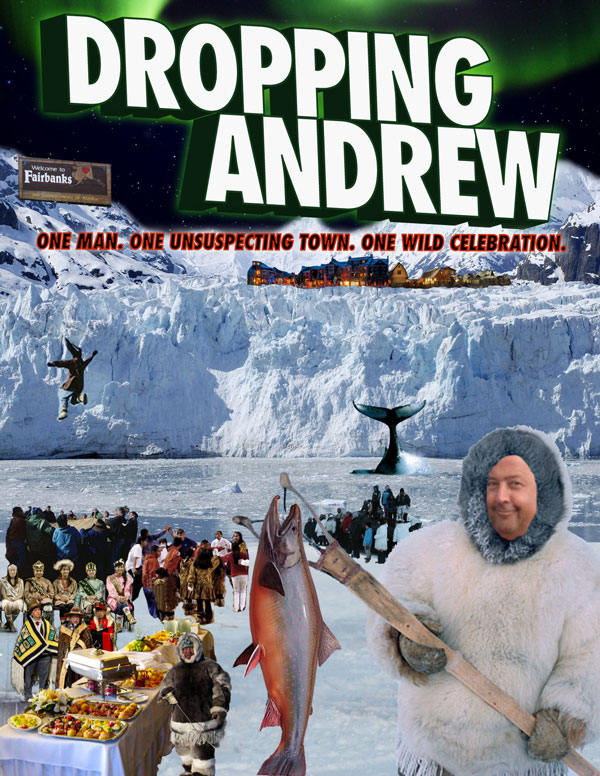 DROPPING
ANDREW
Welcome to
Fairbanks
ONE MAN. ONE UNSUSPECTING TOWN. ONE WILD CELEBRATION.